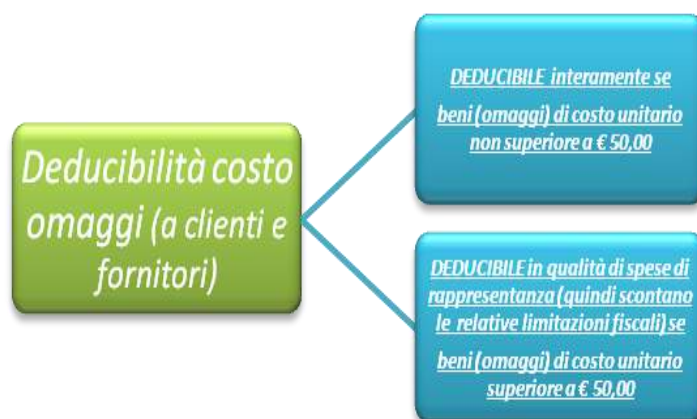 Deducibilità costo
omaggi (a clienti e
fornitori)
DEDUCIBILE interamente se
beni (omaggi) di costo unitario
non superiore a € 50,00
DEDUCIBILE in qualità di spese di
rappresentanza (quindi scontano
le relative limitazioni fiscali) se
beni (omaggi) di costo unitario
superiore a € 50,00